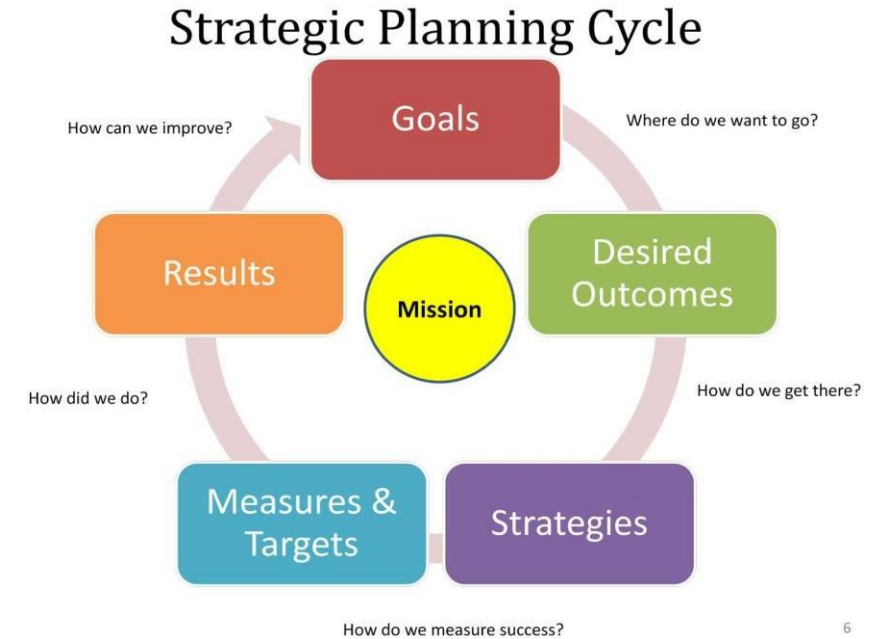 Strategic Planning Cycle
Goals
How can we improve?
Where do we want to go?
Results
Mission
Desired
Outcomes
How did we do?
How do we get there?
Measures &
Targets
Strategies
How do we measure success?
6